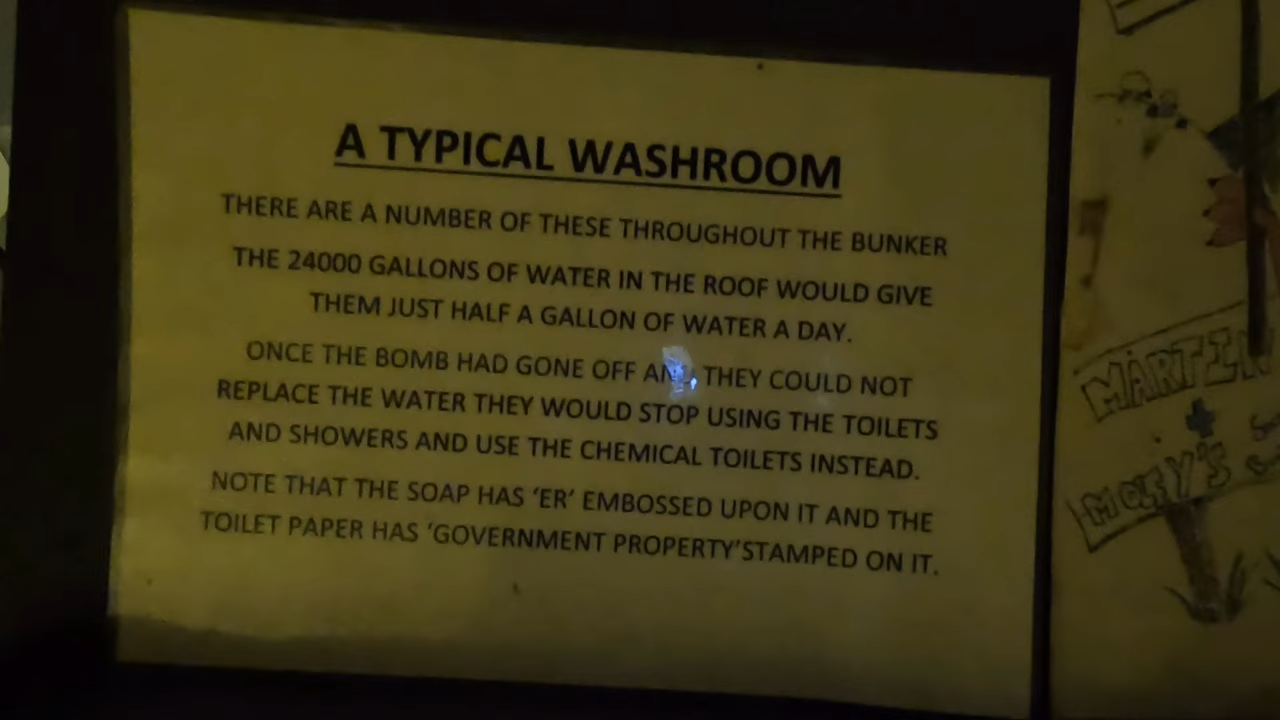 A TYPICAL WASHROOM
THERE ARE A NUMBER OF THESE THROUGHOUT THE BUNKER
THE 24000 GALLONS OF WATER IN THE ROOF WOULD GIVE
THEM JUST HALF A GALLON OF WATER A DAY.
ONCE THE BOMB HAD GONE OFF AND THEY COULD NOT
REPLACE THE WATER THEY WOULD STOP USING THE TOILETS
AND SHOWERS AND USE THE CHEMICAL TOILETS INSTEAD.
NOTE THAT THE SOAP HAS ‘ER’ EMBOSSED UPON IT AND THE
TOILET PAPER HAS ‘GOVERNMENT PROPERTY’STAMPED ON IT.
MARTIN
+